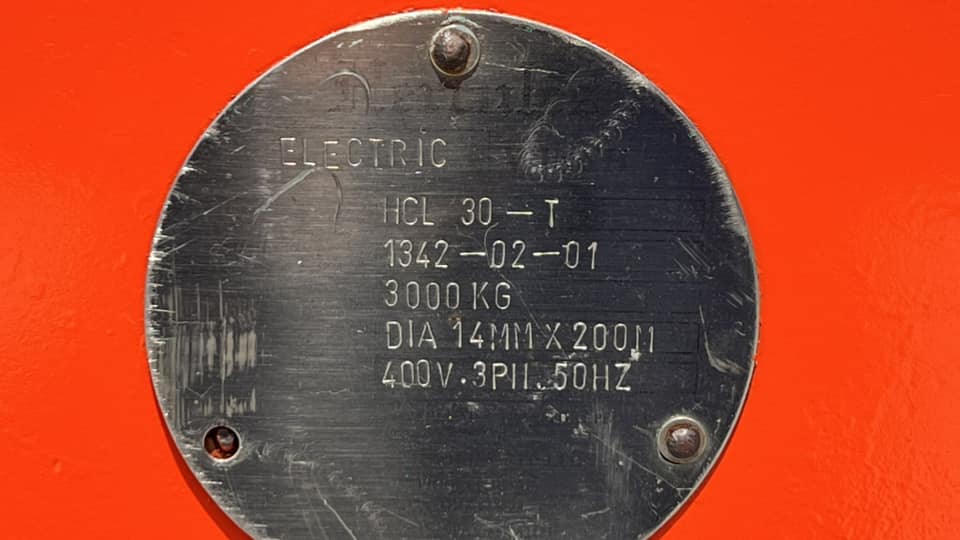 ELECTRIC
HCL 30-T
1342-02-01
3000 KG
DIA 14MM X 200M
400V.3PH.50HZ